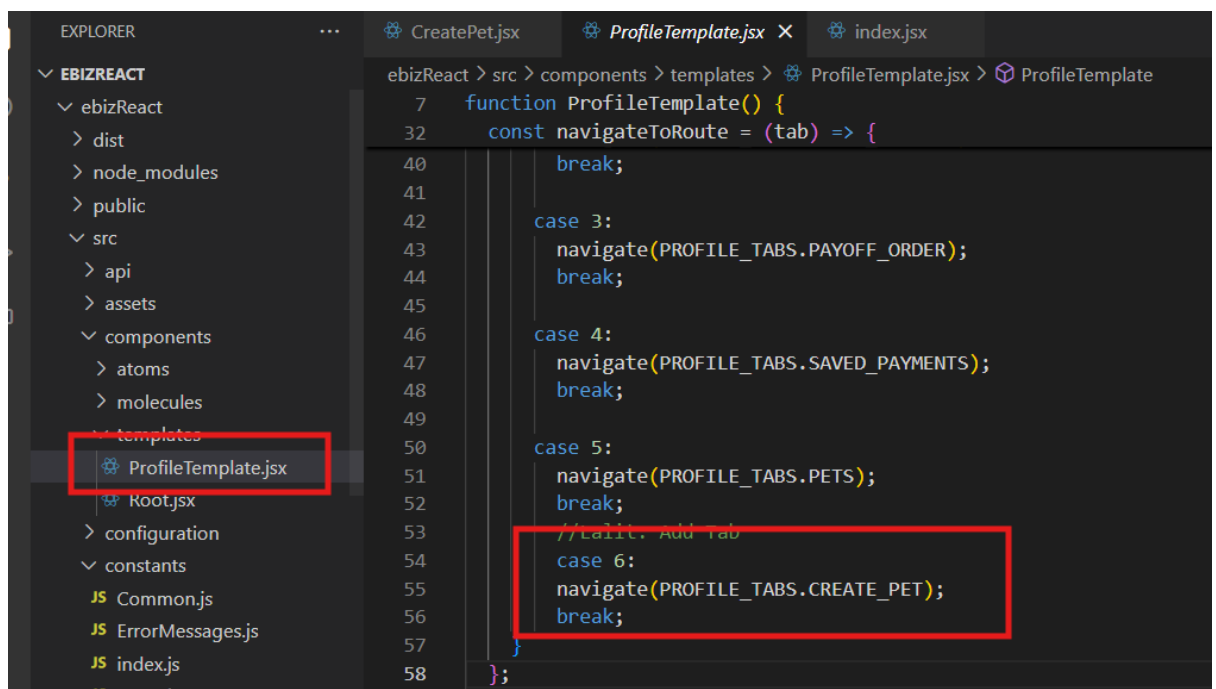 EXPLORER ...
CreatePet.jsx ProfileTemplate.jsx index.jsx
EBIZREACT
ebizReact > src > components > templates > ProfileTemplate.jsx > ProfileTemplate
ebizReact
dist
node_modules
public
src
api
assets
components
atoms
molecules
templates
ProfileTemplate.jsx
Root.jsx
configuration
constants
JS Common.js
JS ErrorMessages.js
JS index.js
7 function ProfileTemplate() {
32 const navigateToRoute = (tab) => {
40 break;
41
42 case 3:
43 navigate(PROFILE_TABS.PAYOFF_ORDER);
44 break;
45
46 case 4:
47 navigate(PROFILE_TABS.SAVED_PAYMENTS);
48 break;
49
50 case 5:
51 navigate(PROFILE_TABS.PETS);
52 break;
53 //Lalit: Add Tab
54 case 6:
55 navigate(PROFILE_TABS.CREATE_PET);
56 break;
57 }
58 };